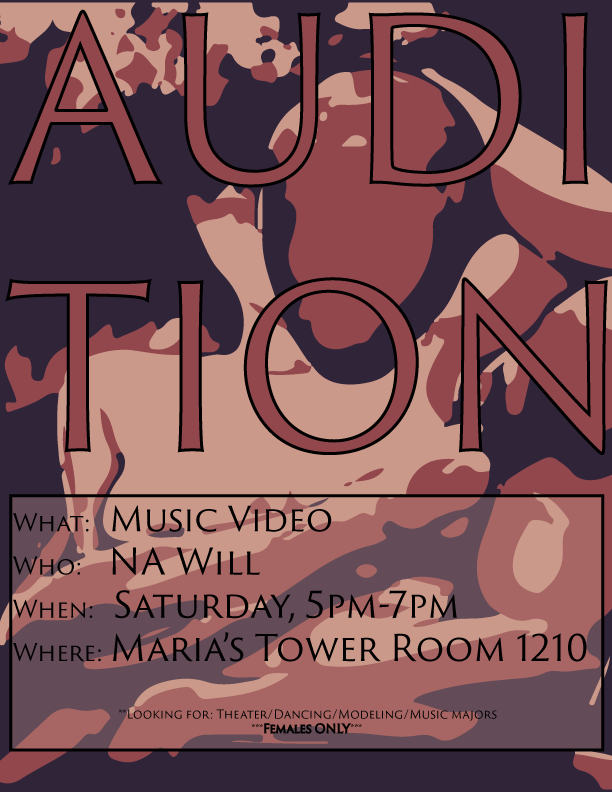 AUDI
TION
What: Music Video
Who: NA Will
When: Saturday, 5pm-7pm
Where: Maria's Tower Room 1210
**Looking for: Theater/Dancing/Modeling/Music majors
***Females ONLY***